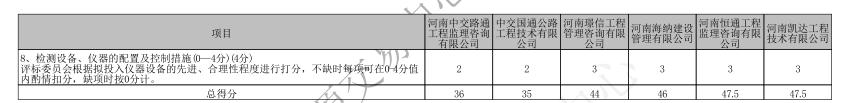 项目
河南中交路通
工程监理咨询
有限公司
中交国通公路
工程技术有限
公司
河南璟信工程
管理咨询有限
公司
河南海纳建设
管理有限公司
河南恒通工程
监理咨询有限
公司
河南凯达工程
技术有限公司
8、检测设备、仪器的配置及控制措施(0—4分)(4分)
评标委员会根据拟投入仪器设备的先进、合理性程度进行打分，不缺时每项可在0-4分值
内酌情扣分，缺项时按0分计。
2 2 3 3 3 3
总得分 36 35 44 46 47.5 47.5
百交易中心